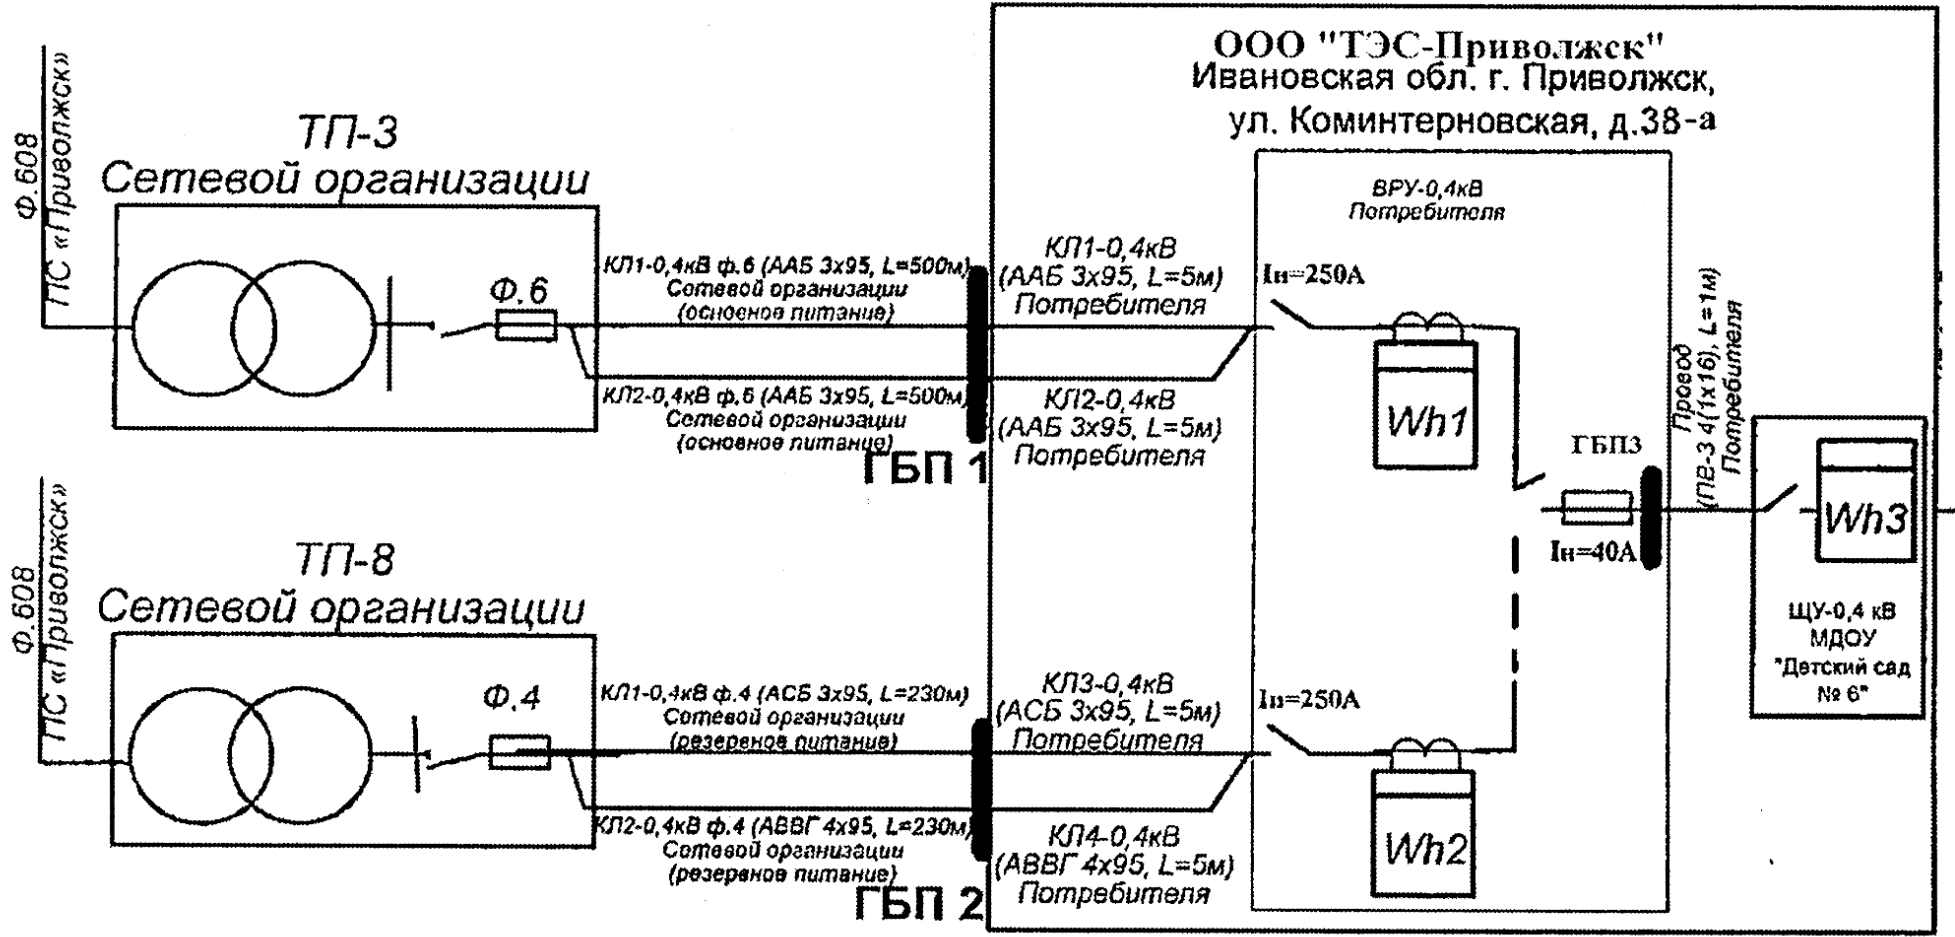 ООО "ТЭС-Приволжск"
Ивановская обл. г. Приволжск,
ул. Коминтерновская, д.38-а
Ф.608
ПС «Приволжск»
ТП-3
Сетевой организации
Ф.6
КЛ1-0,4кВ ф.6 (ААБ 3х95, L=500м)
Сетевой организации
(основное питание)
КЛ2-0,4кВ ф.6 (ААБ 3х95, L=500м)
Сетевой организации
(основное питание)
ГБП 1
КЛ1-0,4кВ
(ААБ 3х95, L=5м)
Потребителя
КЛ2-0,4кВ
(ААБ 3х95, L=5м)
Потребителя
ВРУ-0,4кВ
Потребителя
Iн=250А
Wh1
ГБП3
Iн=40А
Провод
(ПВ-3 4(1х16), L=1м)
Потребителя
Wh3
ЩУ-0,4 кВ
МДОУ
"Детский сад
№ 6"
Ф.608
ПС «Приволжск»
ТП-8
Сетевой организации
Ф.4
КЛ1-0,4кВ ф.4 (АСБ 3х95, L=230м)
Сетевой организации
(резервное питание)
КЛ2-0,4кВ ф.4 (АВВГ 4х95, L=230м)
Сетевой организации
(резервное питание)
ГБП 2
КЛ3-0,4кВ
(АСБ 3х95, L=5м)
Потребителя
КЛ4-0,4кВ
(АВВГ 4х95, L=5м)
Потребителя
Iн=250А
Wh2